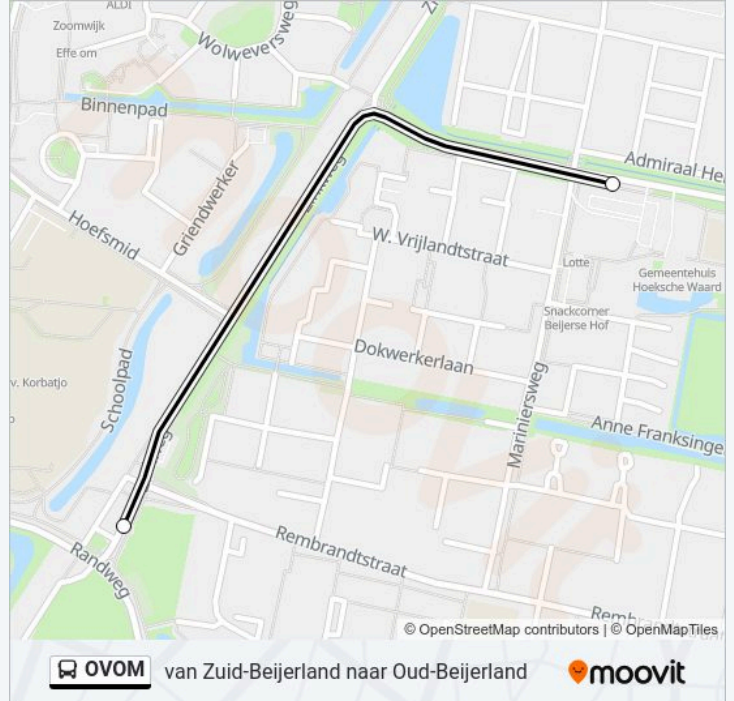 ALDI
Zoomwijk
Effe om
Wolweversweg
Binnenpad
Admiraal He
Griendwerker
Hoefsmid
W. Vrijlandtstraat
Lotte
Gemeentehuis
Hoeksche Waard
Snackcorner
Beijerse Hof
Dokwerkerlaan
v. Korbatjo
Schoolpad
Mariniersweg
Anne Franksinge
Rembrandtstraat
Randweg
© OpenStreetMap contributors | © OpenMapTiles
OVOM van Zuid-Beijerland naar Oud-Beijerland moovit